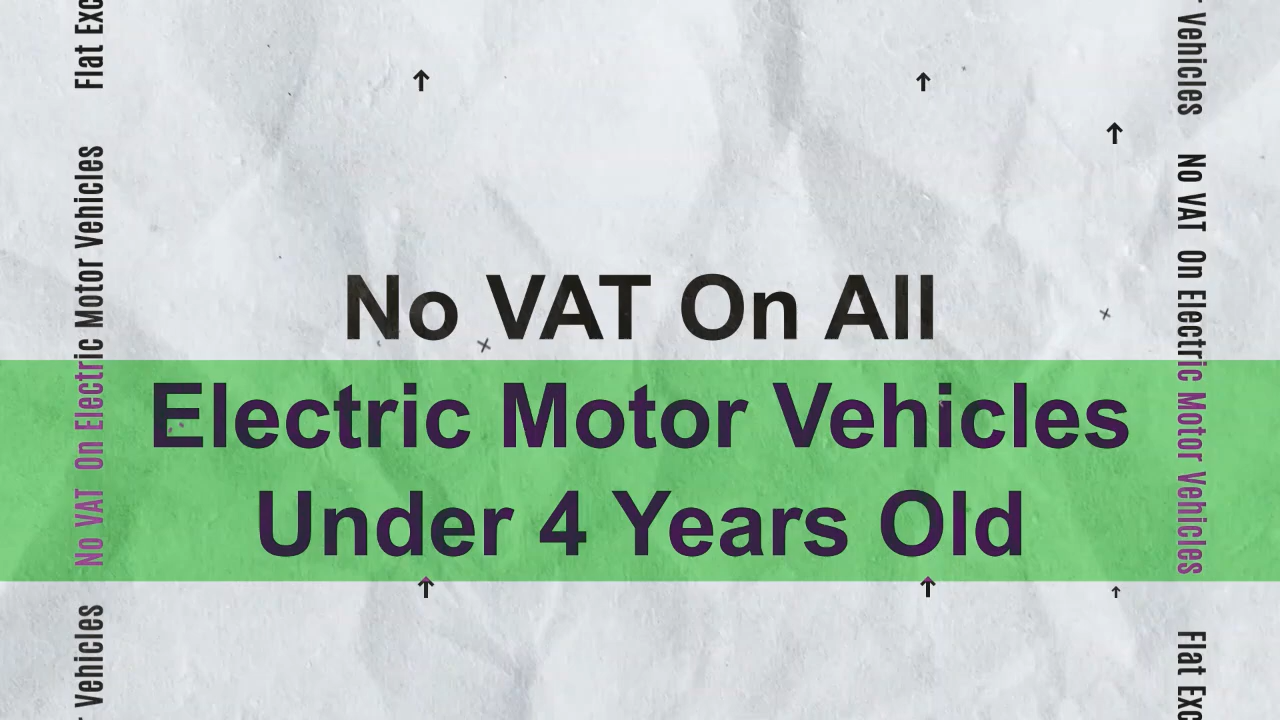 No VAT On All
Electric Motor Vehicles
Under 4 Years Old
Flat Exc
No VAT On Electric Motor Vehicles
Vehicles
Vehicles
No VAT On Electric Motor Vehicles
Flat Exc